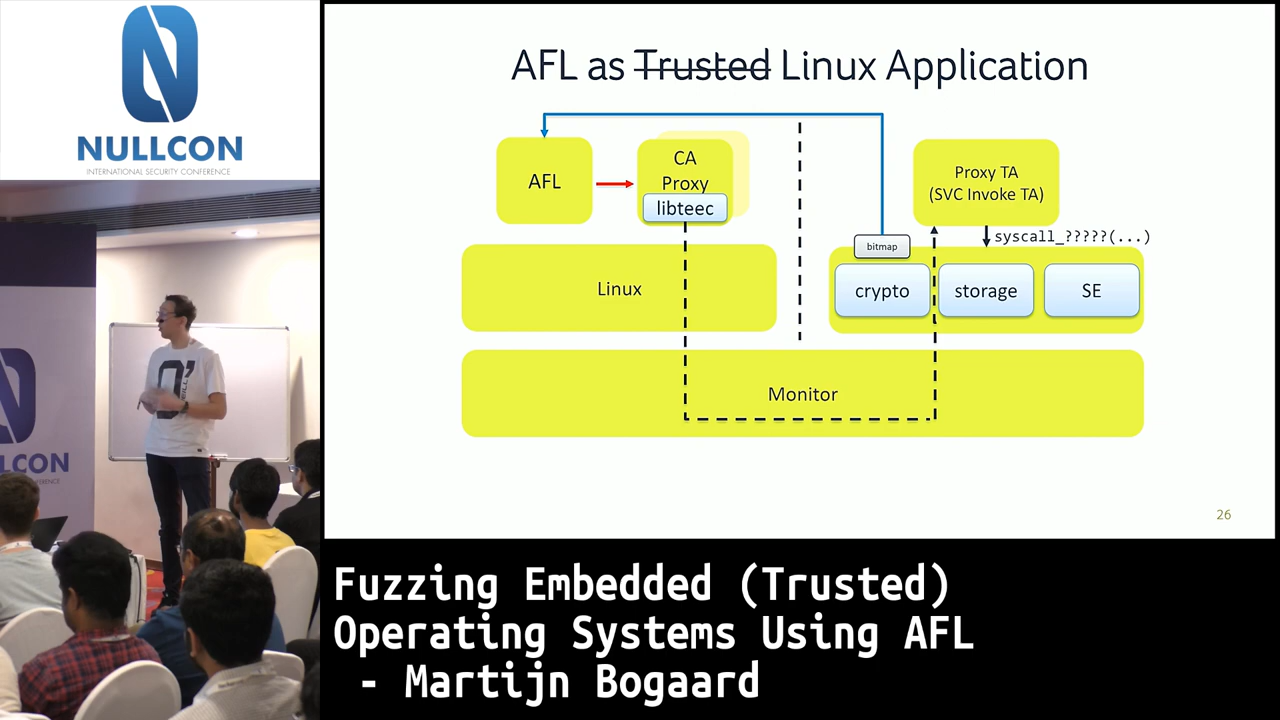 NULLCON
INTERNATIONAL SECURITY CONFERENCE
LLCON
AFL as Trusted Linux Application
AFL
CA
Proxy
libteec
Proxy TA
(SVC Invoke TA)
syscall_?????(...)
bitmap
Linux
crypto
storage
SE
Monitor
26
Fuzzing Embedded (Trusted)
Operating Systems Using AFL
- Martijn Bogaard